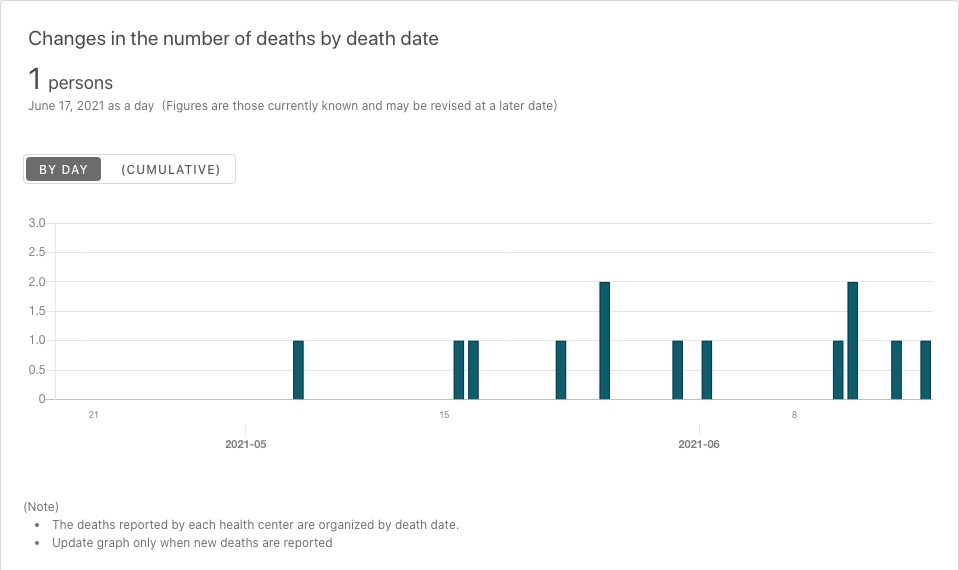 Changes in the number of deaths by death date
1 persons
June 17, 2021 as a day (Figures are those currently known and may be revised at a later date)
BY DAY (CUMULATIVE)
3.0
2.5
2.0
1.5
1.0
0.5
0
21 15 8
2021-05 2021-06
(Note)
• The deaths reported by each health center are organized by death date.
• Update graph only when new deaths are reported